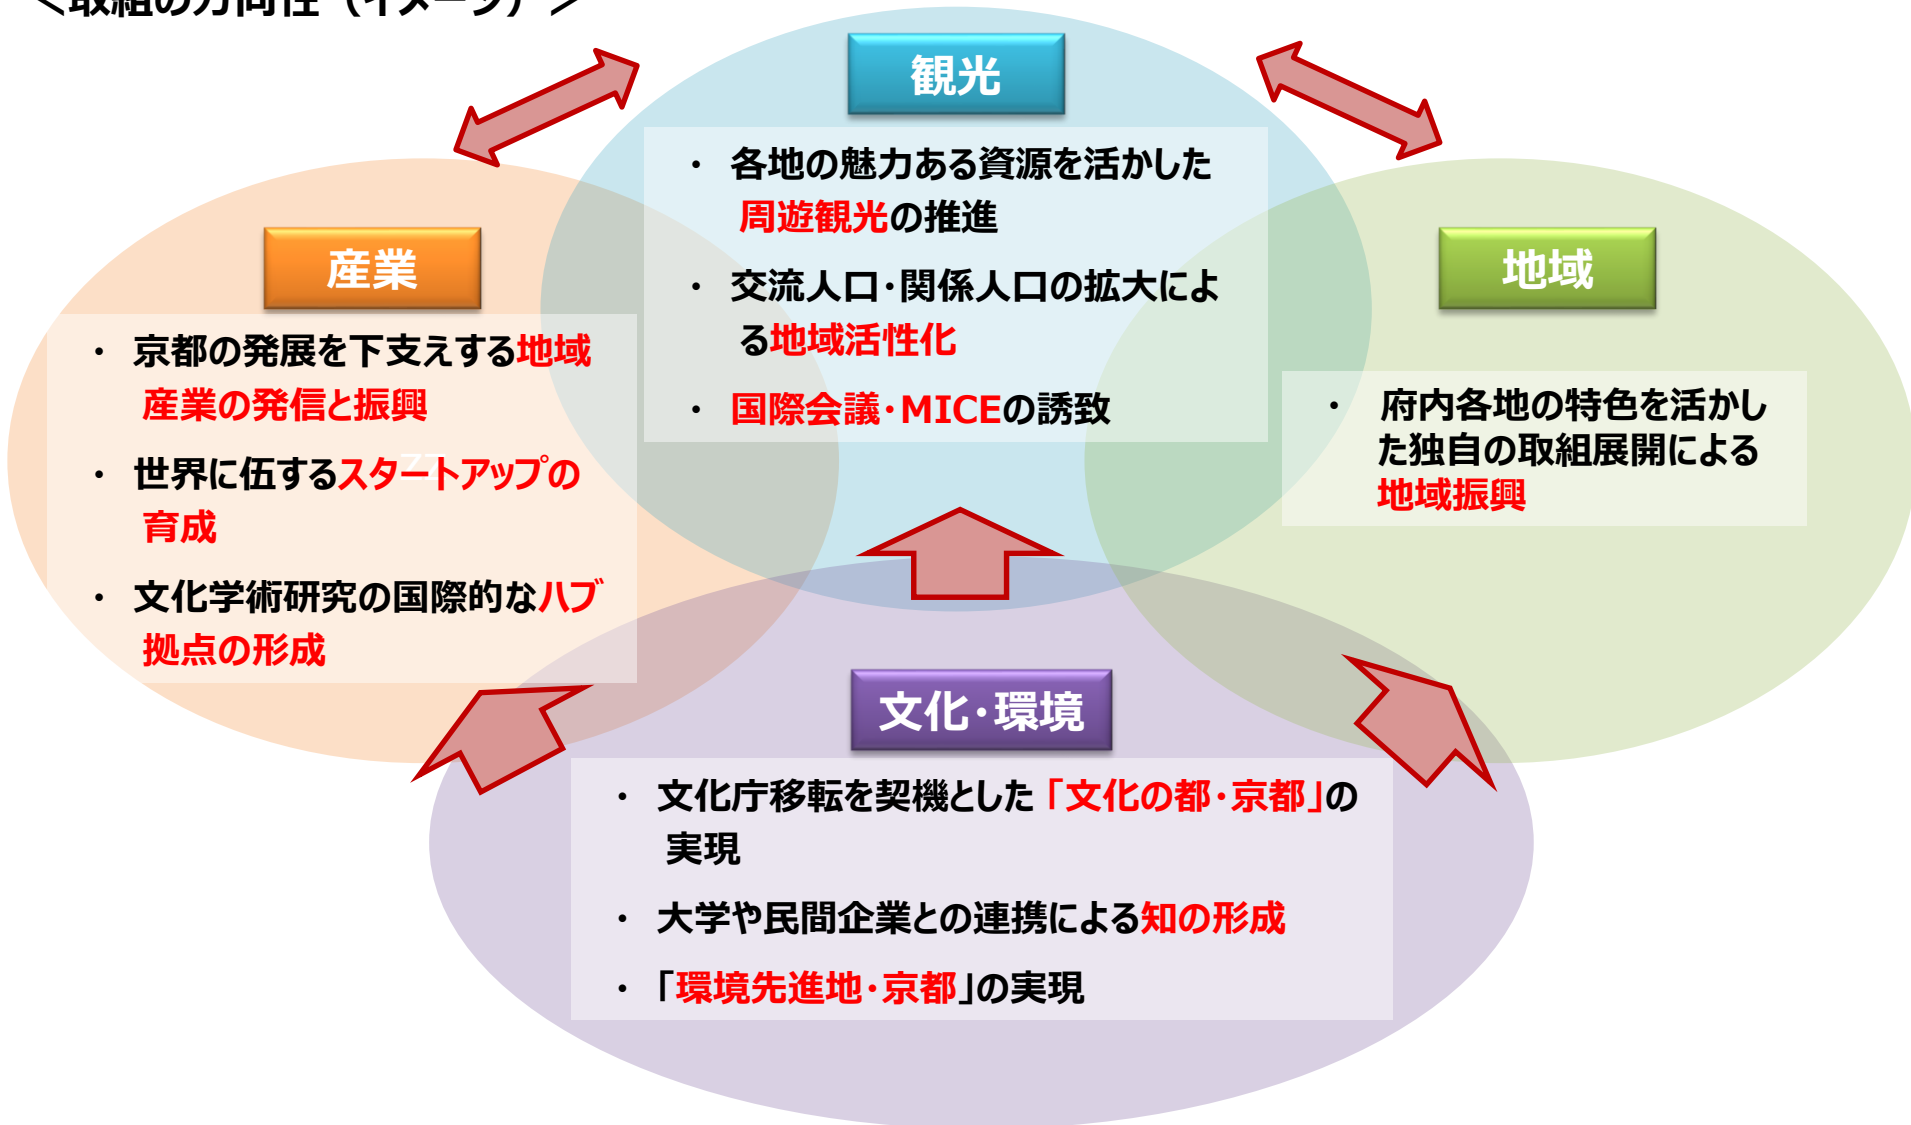 ＜取組の方向性（イメージ）＞
観光
・ 各地の魅力ある資源を活かした
周遊観光の推進
・ 交流人口・関係人口の拡大によ
る地域活性化
・ 国際会議・MICEの誘致
産業
・ 京都の発展を下支えする地域
産業の発信と振興
・ 世界に伍するスタートアップの
育成
・ 文化学術研究の国際的なハブ
拠点の形成
地域
・ 府内各地の特色を活かし
た独自の取組展開による
地域振興
文化・環境
・ 文化庁移転を契機とした「文化の都・京都」の
実現
・ 大学や民間企業との連携による知の形成
・ 「環境先進地・京都」の実現